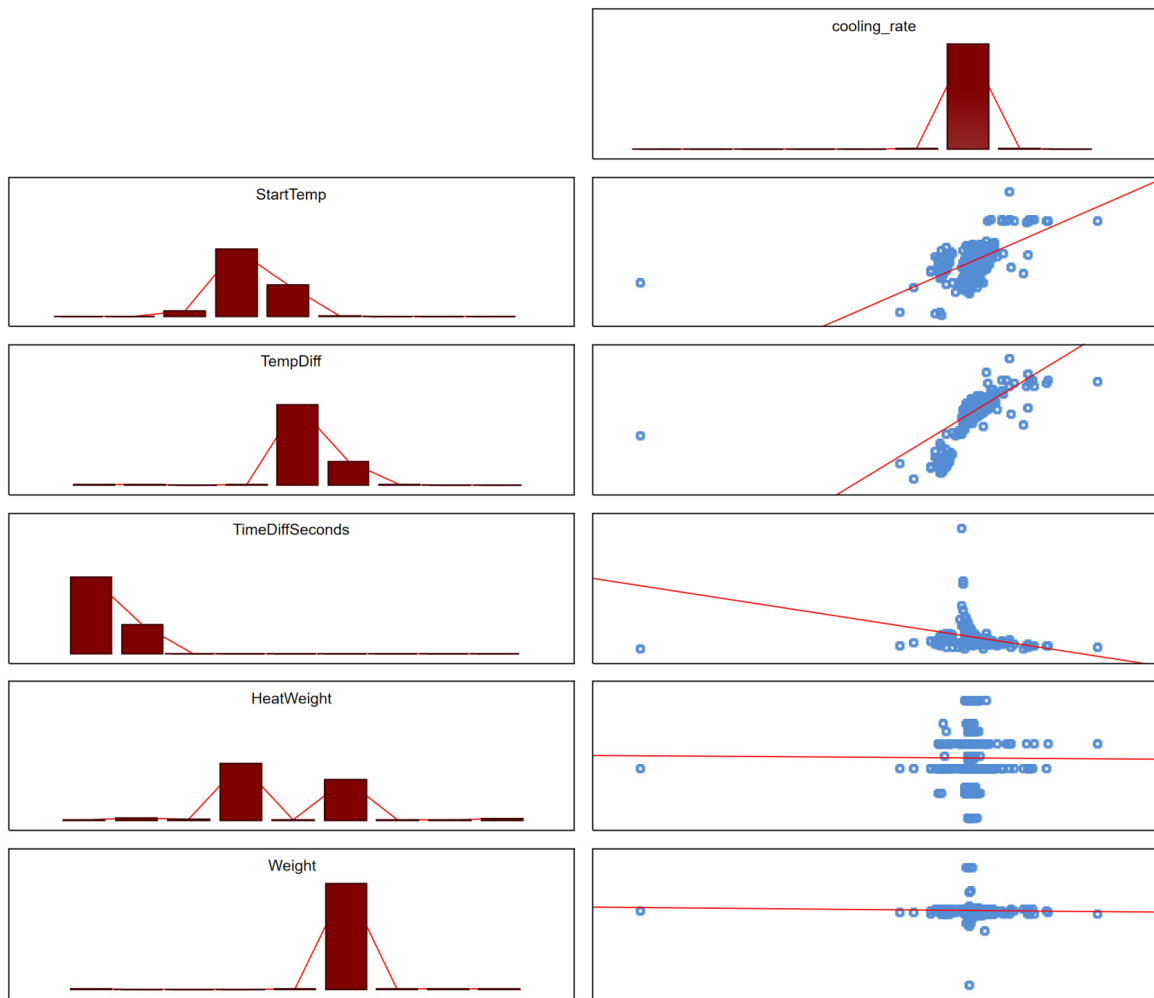 cooling_rate
StartTemp
TempDiff
TimeDiffSeconds
HeatWeight
Weight